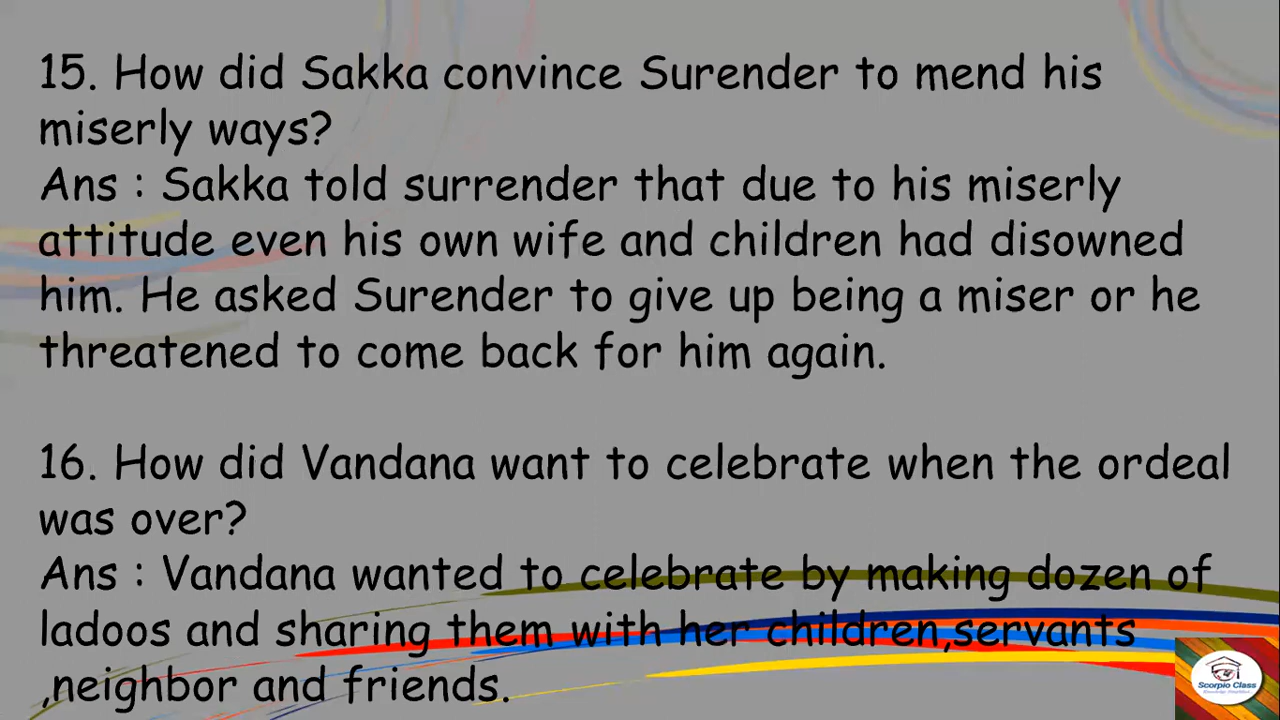 15. How did Sakka convince Surender to mend his
miserly ways?
Ans : Sakka told surrender that due to his miserly
attitude even his own wife and children had disowned
him. He asked Surender to give up being a miser or he
threatened to come back for him again.
16. How did Vandana want to celebrate when the ordeal
was over?
Ans : Vandana wanted to celebrate by making dozen of
ladoos and sharing them with her children,servants
,neighbor and friends.
Scorpio Class